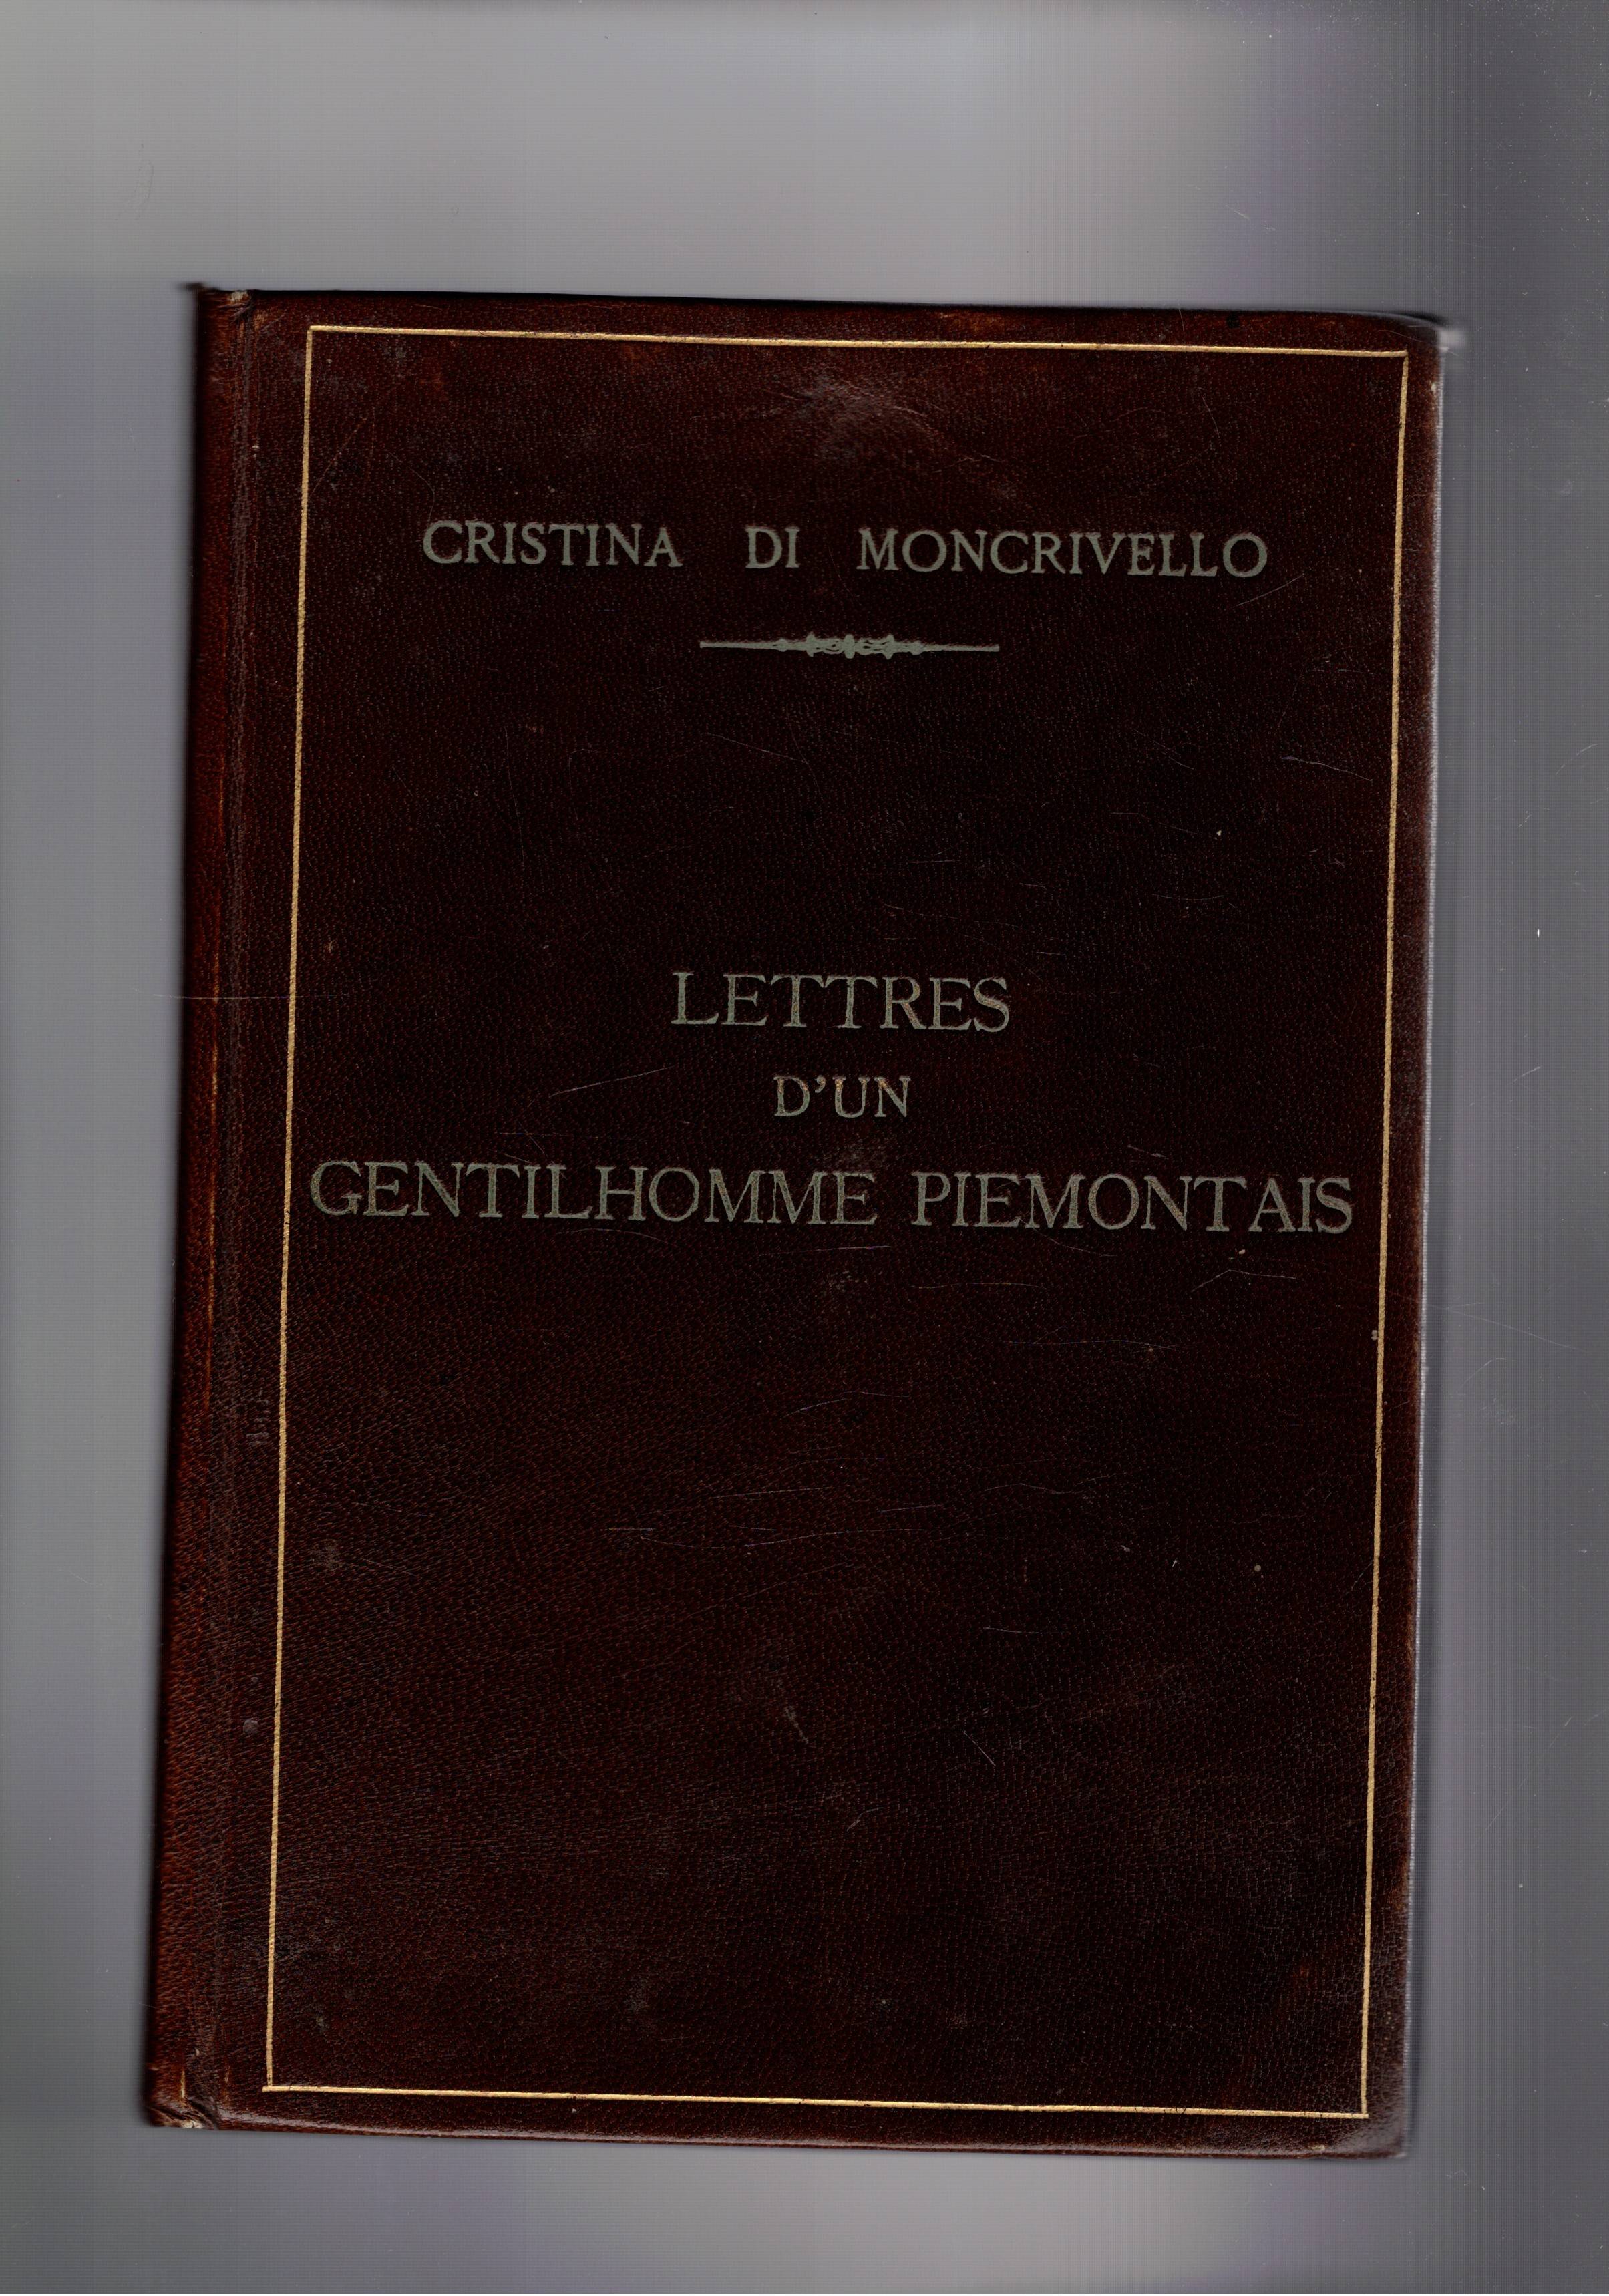 CRISTINA DI MONCRIVELLO
LETTRES
D'UN
GENTILHOMME PIEMONTAIS